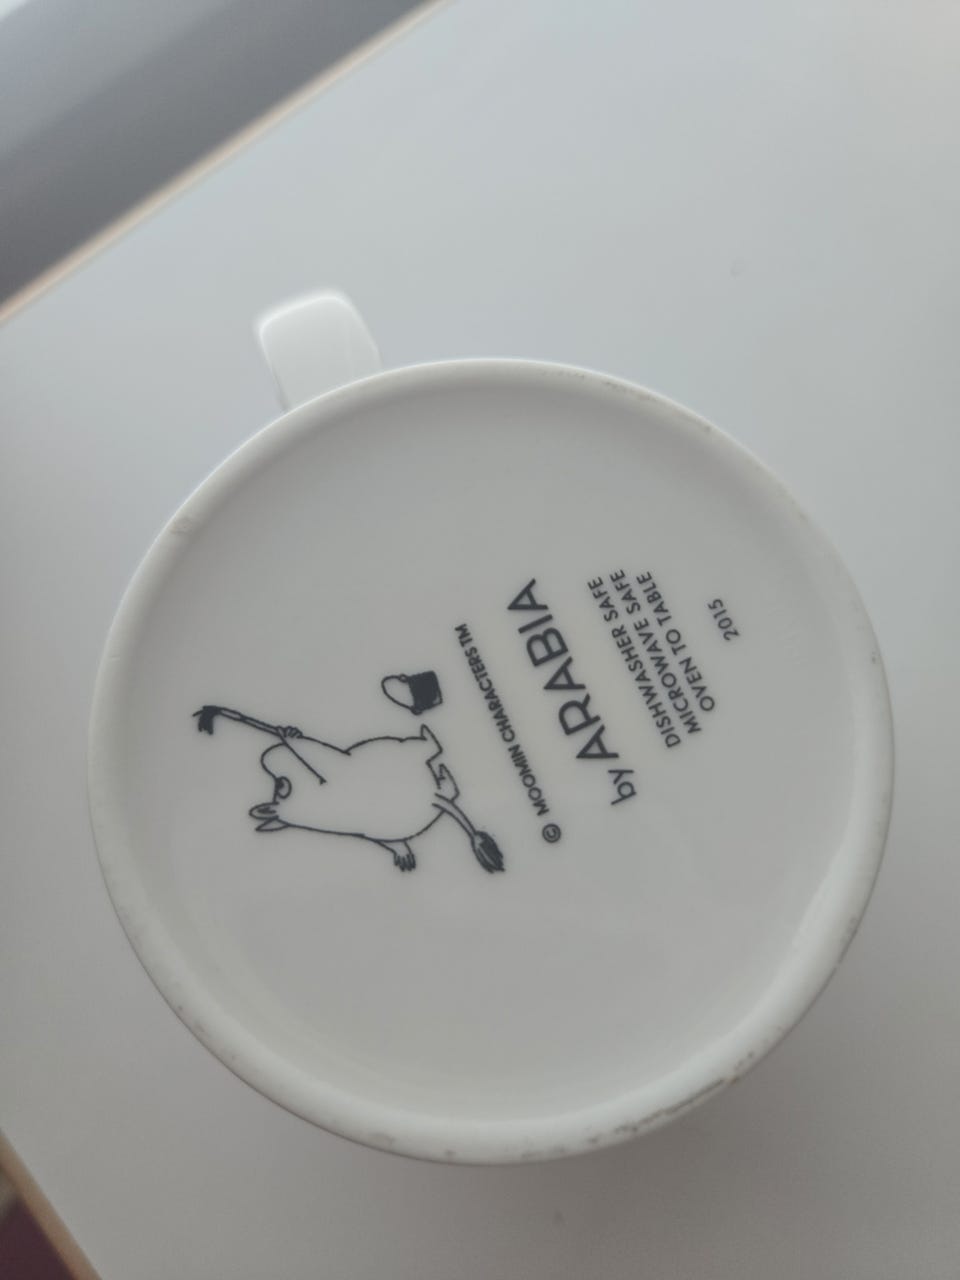 © MOOMIN CHARACTERS TM
by ARABIA
DISHWASHER SAFE
MICROWAVE SAFE
OVEN TO TABLE
2015